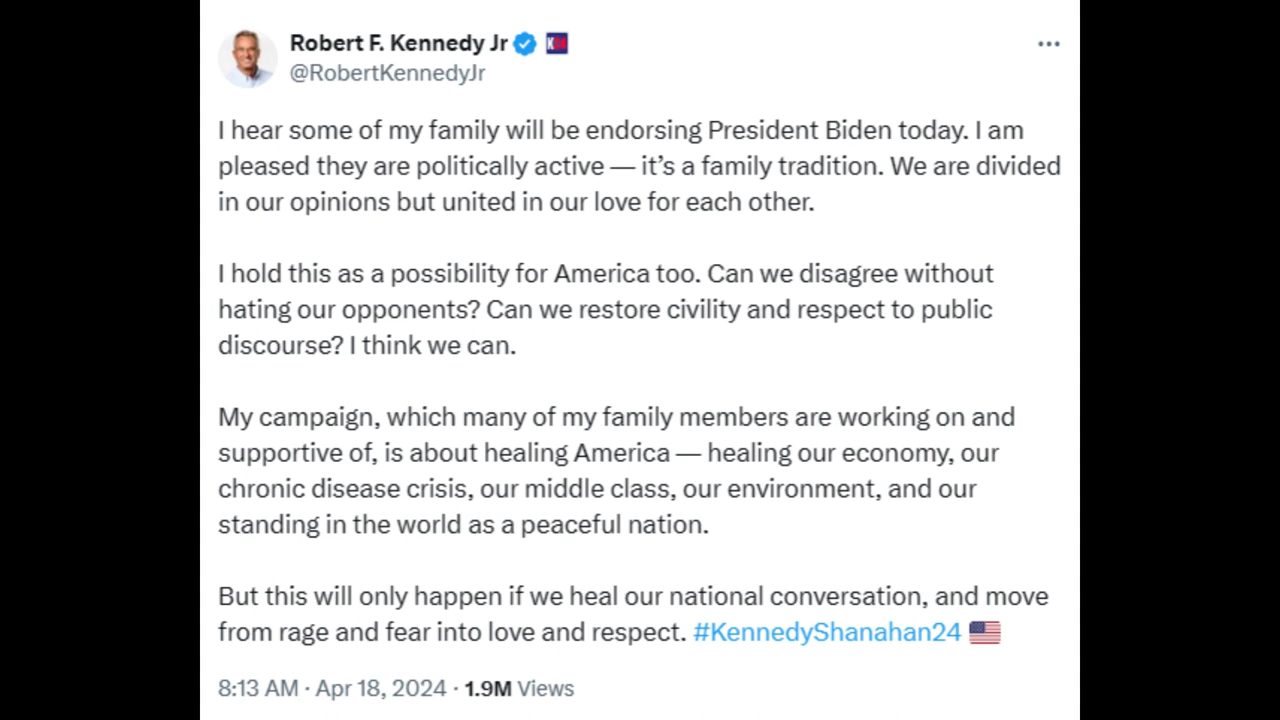 Robert F. Kennedy Jr
@RobertKennedyJr
I hear some of my family will be endorsing President Biden today. I am
pleased they are politically active — it’s a family tradition. We are divided
in our opinions but united in our love for each other.
I hold this as a possibility for America too. Can we disagree without
hating our opponents? Can we restore civility and respect to public
discourse? I think we can.
My campaign, which many of my family members are working on and
supportive of, is about healing America — healing our economy, our
chronic disease crisis, our middle class, our environment, and our
standing in the world as a peaceful nation.
But this will only happen if we heal our national conversation, and move
from rage and fear into love and respect. #KennedyShanahan24
8:13 AM · Apr 18, 2024 · 1.9M Views